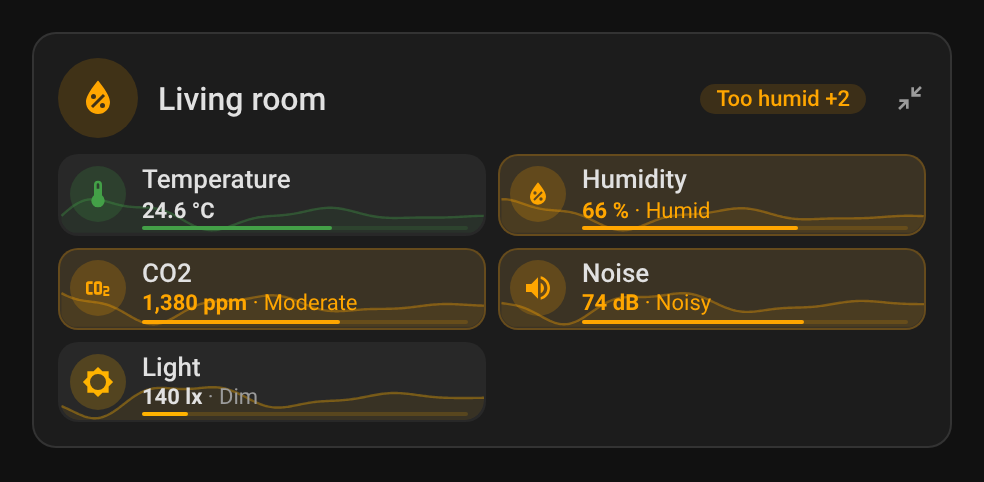 Living room
Too humid +2
Temperature
24.6 °C
Humidity
66 % · Humid
CO2
CO₂
1,380 ppm · Moderate
Noise
74 dB · Noisy
Light
140 lx · Dim